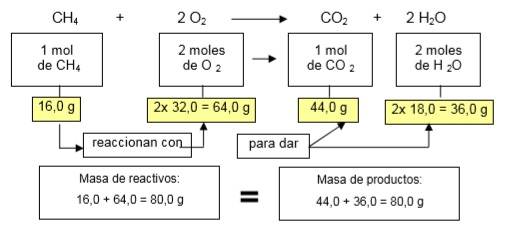 CH4 + 2 O2 → CO2 + 2 H2O
1 mol
de CH4
2 moles
de O 2
1 mol
de CO 2
2 moles
de H 2O
16,0 g
2x 32,0 = 64,0 g
44,0 g
2x 18,0 = 36,0 g
reaccionan con
para dar
Masa de reactivos:
16,0 + 64,0 = 80,0 g
=
Masa de productos:
44,0 + 36,0 = 80,0 g